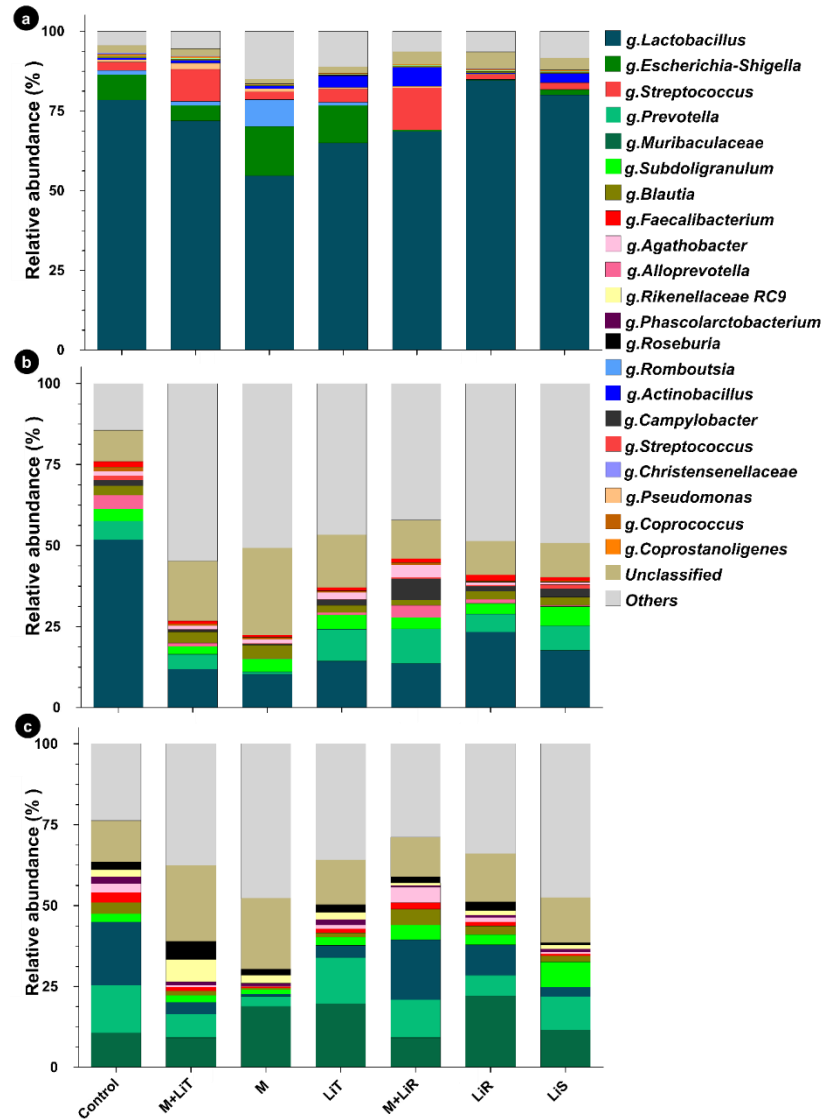 a
Relative abundance (% )
100
75
50
25
0
g.Lactobacillus
g.Escherichia-Shigella
g.Streptococcus
g.Prevotella
g.Muribaculaceae
g.Subdoligranulum
g.Blautia
g.Faecalibacterium
g.Agathobacter
g.Alloprevotella
g.Rikenellaceae RC9
g.Phascolarctobacterium
g.Roseburia
g.Romboutsia
g.Actinobacillus
g.Campylobacter
g.Streptococcus
g.Christensenellaceae
g.Pseudomonas
g.Coprococcus
g.Coprostanoligenes
Unclassified
Others
b
Relative abundance (% )
100
75
50
25
0
c
Relative abundance (% )
100
75
50
25
0
Control
M+LiT
M
LiT
M+LiR
LiR
LiS